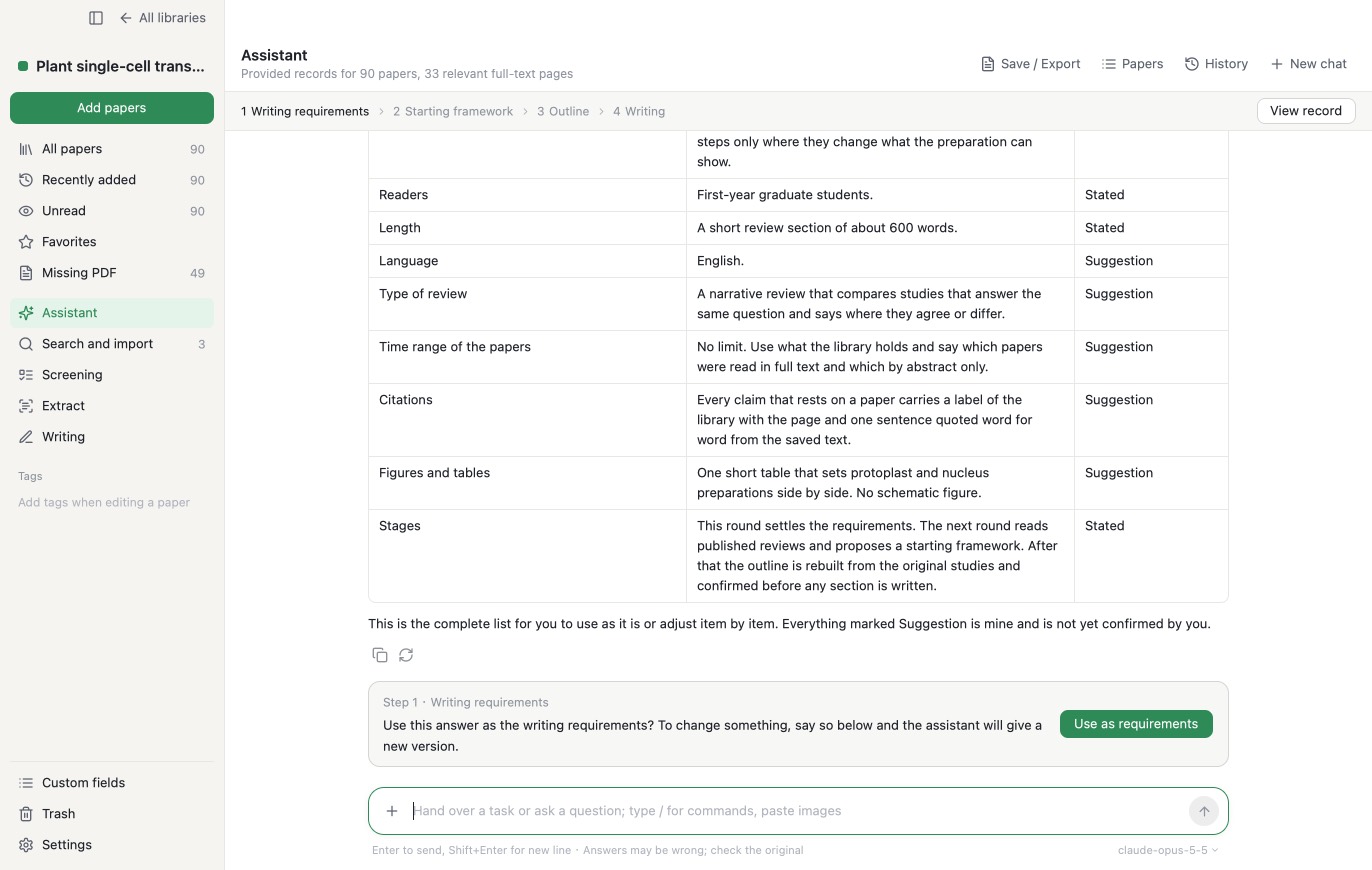 All libraries
Plant single-cell trans...
Add papers
All papers 90
Recently added 90
Unread 90
Favorites
Missing PDF 49
Assistant
Search and import 3
Screening
Extract
Writing
Tags
Add tags when editing a paper
Custom fields
Trash
Settings
Assistant
Provided records for 90 papers, 33 relevant full-text pages
Save / Export
Papers
History
New chat
1 Writing requirements › 2 Starting framework › 3 Outline › 4 Writing
View record
steps only where they change what the preparation can
show.
Readers
First-year graduate students.
Stated
Length
A short review section of about 600 words.
Stated
Language
English.
Suggestion
Type of review
A narrative review that compares studies that answer the
same question and says where they agree or differ.
Suggestion
Time range of the papers
No limit. Use what the library holds and say which papers
were read in full text and which by abstract only.
Suggestion
Citations
Every claim that rests on a paper carries a label of the
library with the page and one sentence quoted word for
word from the saved text.
Suggestion
Figures and tables
One short table that sets protoplast and nucleus
preparations side by side. No schematic figure.
Suggestion
Stages
This round settles the requirements. The next round reads
published reviews and proposes a starting framework. After
that the outline is rebuilt from the original studies and
confirmed before any section is written.
Stated
This is the complete list for you to use as it is or adjust item by item. Everything marked Suggestion is mine and is not yet confirmed by you.
Step 1 · Writing requirements
Use this answer as the writing requirements? To change something, say so below and the assistant will give a
new version.
Use as requirements
Hand over a task or ask a question; type / for commands, paste images
Enter to send, Shift+Enter for new line · Answers may be wrong; check the original
claude-opus-5-5